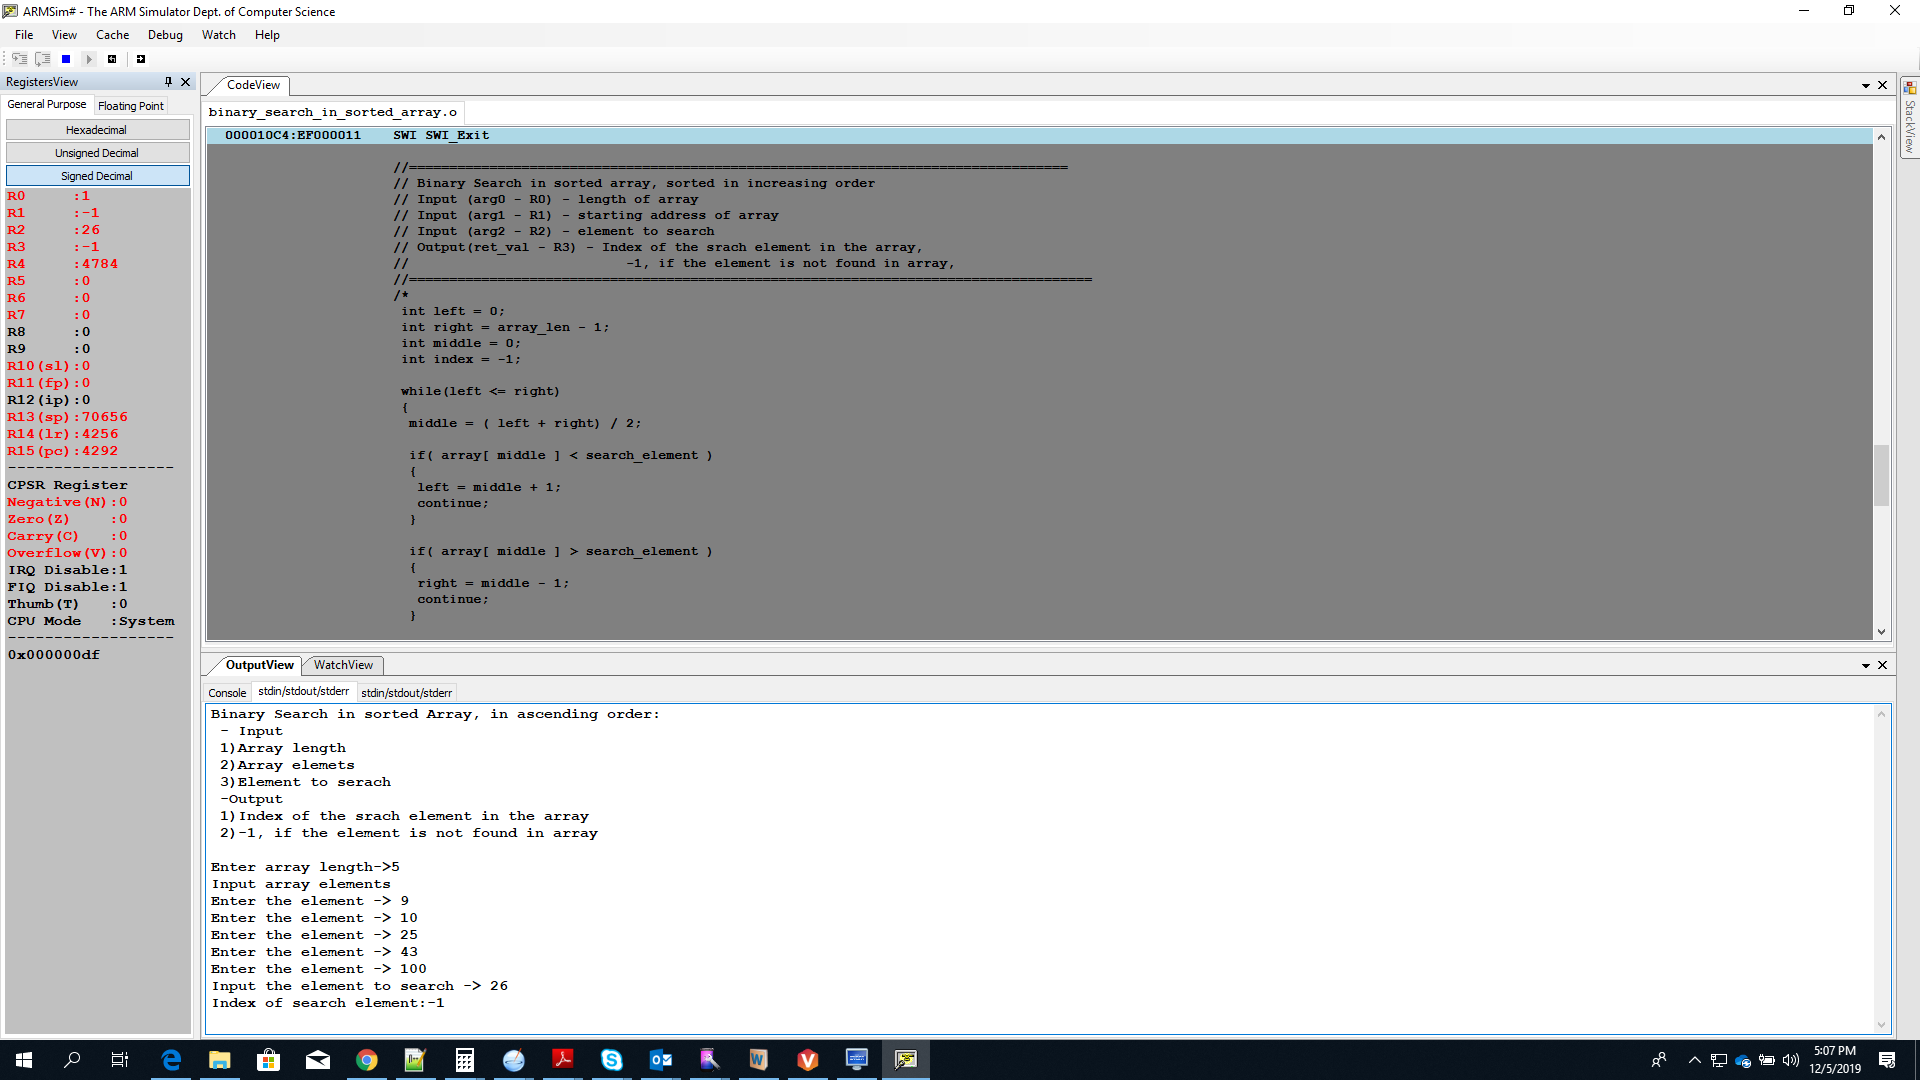 ARMSim# - The ARM Simulator Dept. of Computer Science
File View Cache Debug Watch Help
RegistersView
General Purpose Floating Point
Hexadecimal
Unsigned Decimal
Signed Decimal
R0 :1
R1 :-1
R2 :26
R3 :-1
R4 :4784
R5 :0
R6 :0
R7 :0
R8 :0
R9 :0
R10(sl):0
R11(fp):0
R12(ip):0
R13(sp):70656
R14(lr):4256
R15(pc):4292
------------------
CPSR Register
Negative(N):0
Zero(Z) :0
Carry(C) :0
Overflow(V):0
IRQ Disable:1
FIQ Disable:1
Thumb(T) :0
CPU Mode :System
------------------
0x000000df
CodeView
binary_search_in_sorted_array.o
000010C4:EF000011 SWI SWI_Exit
//==================================================================================
// Binary Search in sorted array, sorted in increasing order
// Input (arg0 - R0) - length of array
// Input (arg1 - R1) - starting address of array
// Input (arg2 - R2) - element to search
// Output(ret_val - R3) - Index of the srach element in the array,
// -1, if the element is not found in array,
//=====================================================================================
/*
int left = 0;
int right = array_len - 1;
int middle = 0;
int index = -1;
while(left <= right)
{
middle = ( left + right) / 2;
if( array[ middle ] < search_element )
{
left = middle + 1;
continue;
}
if( array[ middle ] > search_element )
{
right = middle - 1;
continue;
}
StackView
OutputView WatchView
Console stdin/stdout/stderr stdin/stdout/stderr
Binary Search in sorted Array, in ascending order:
- Input
1)Array length
2)Array elemets
3)Element to serach
-Output
1)Index of the srach element in the array
2)-1, if the element is not found in array
Enter array length->5
Input array elements
Enter the element -> 9
Enter the element -> 10
Enter the element -> 25
Enter the element -> 43
Enter the element -> 100
Input the element to search -> 26
Index of search element:-1
5:07 PM
12/5/2019